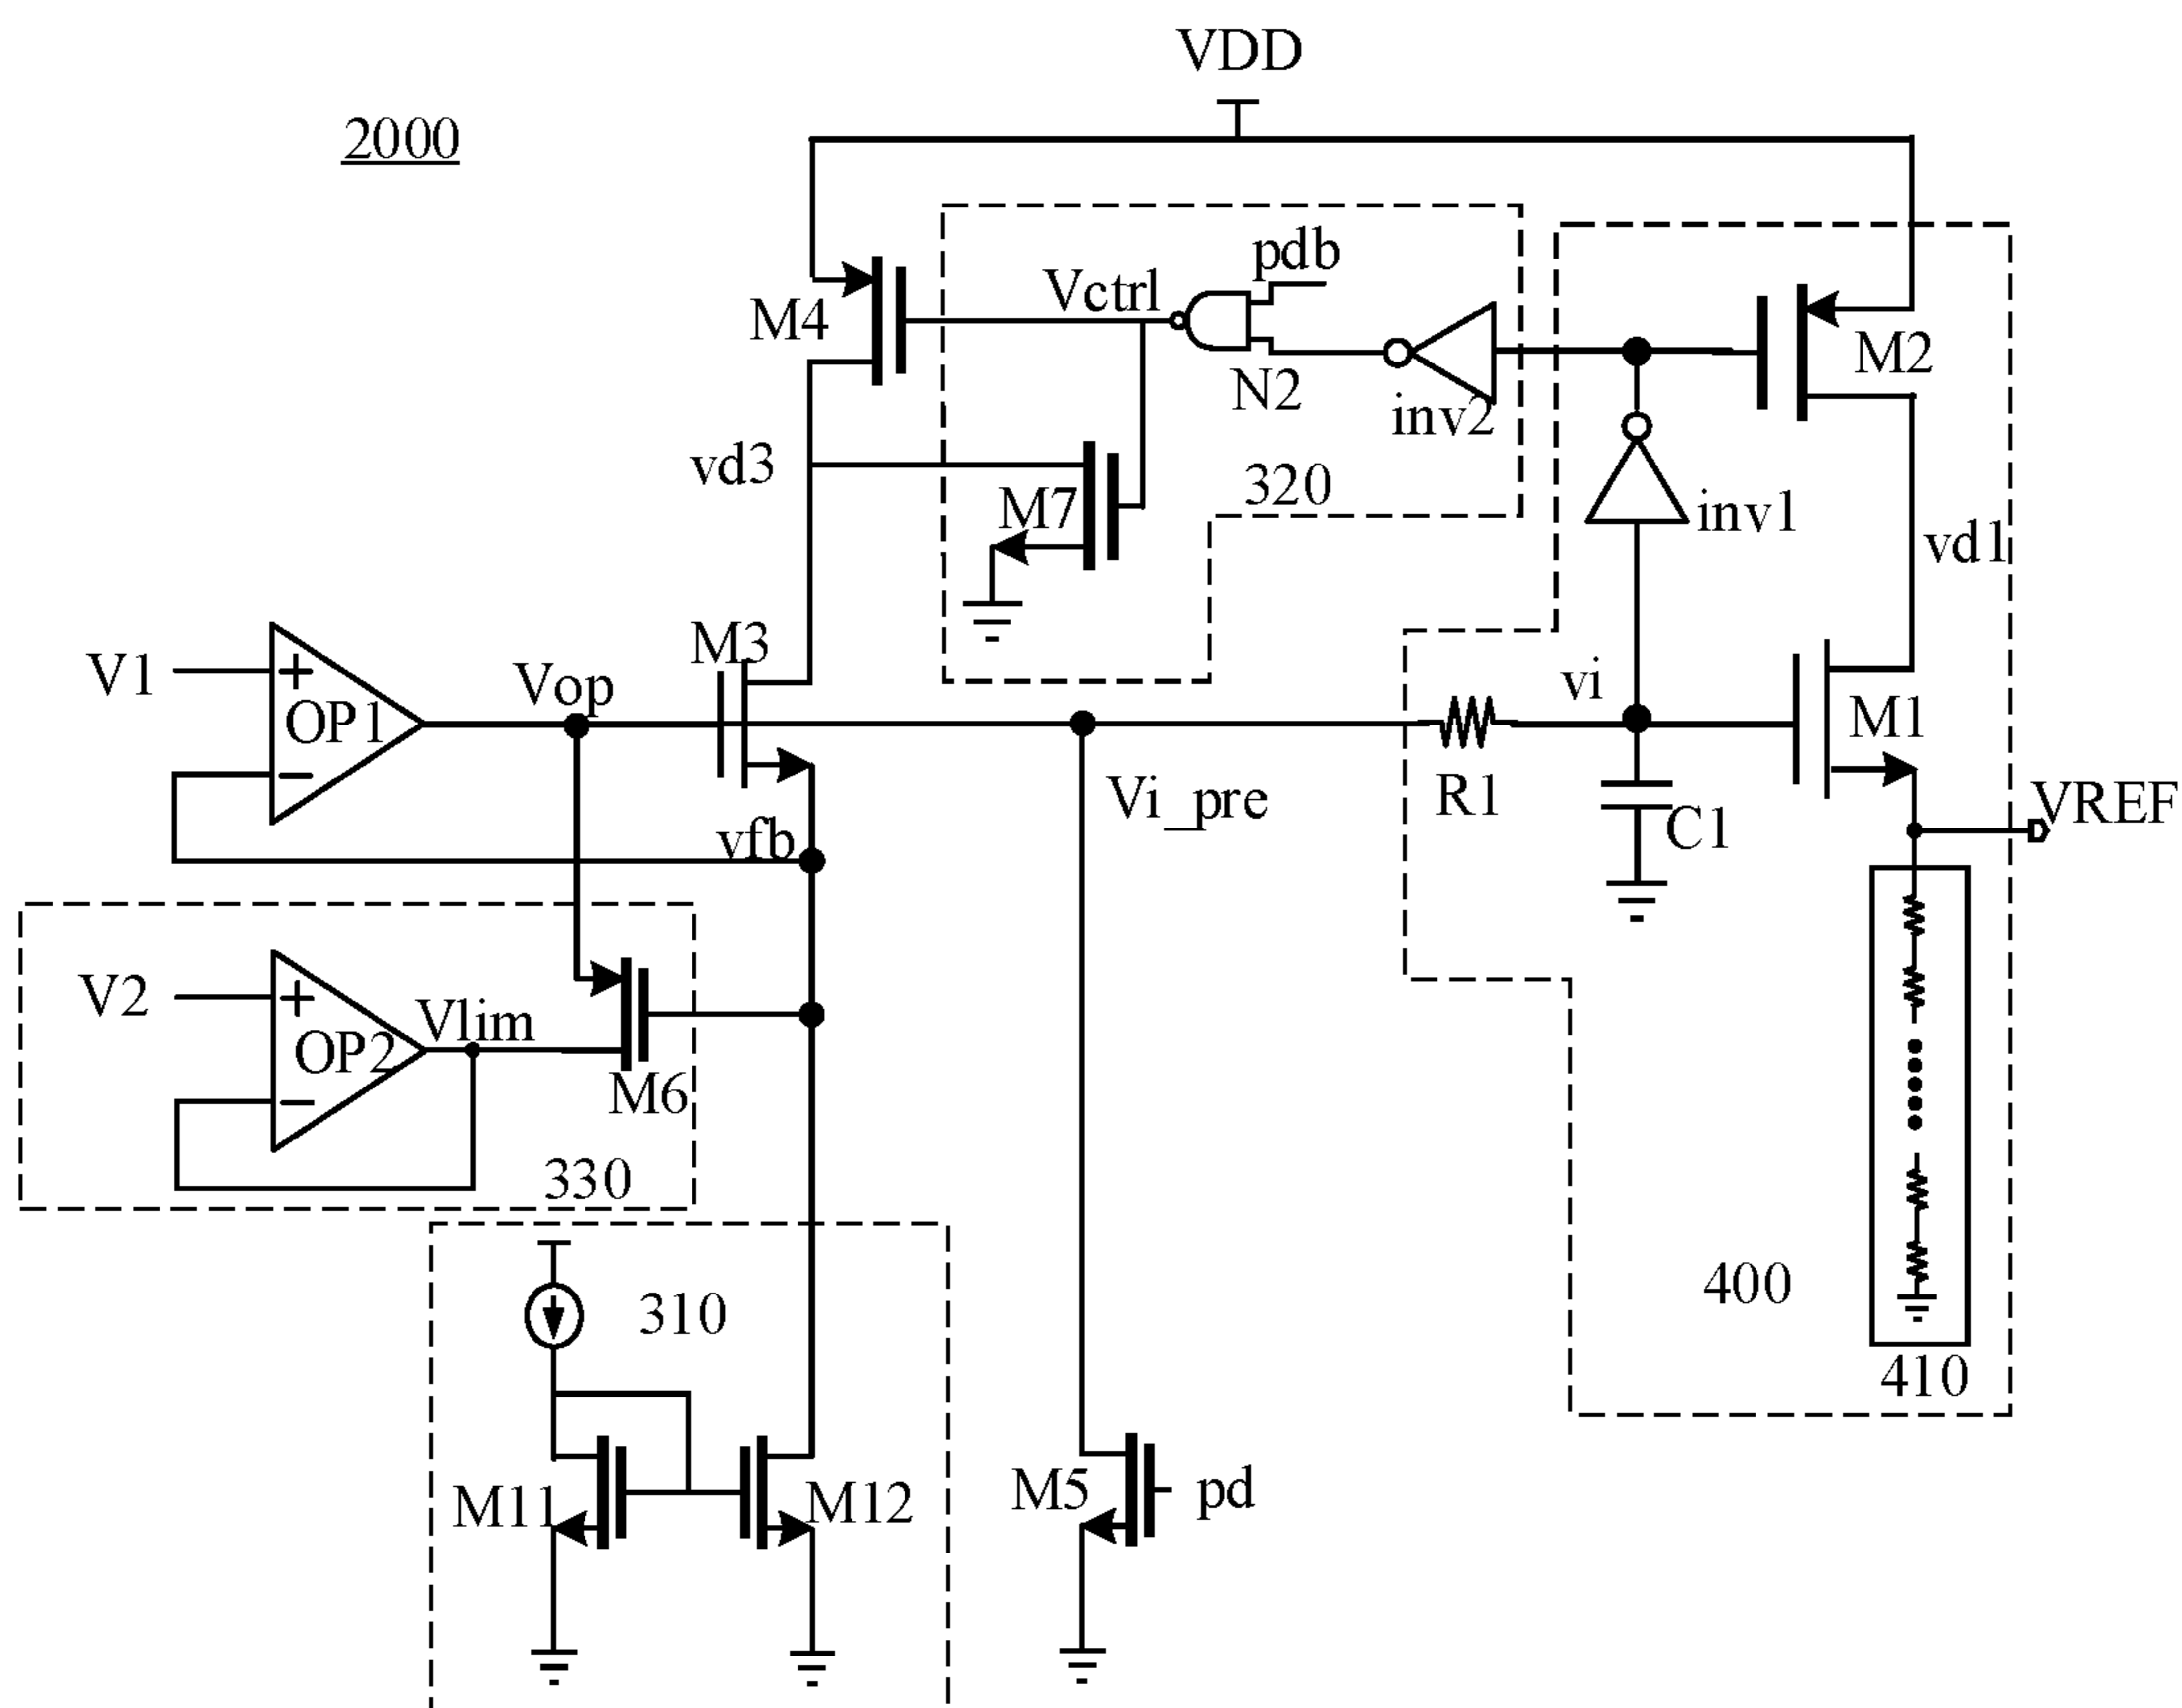 VDD
2000
pdb
Vctrl
M4
M2
N2
inv2
vd3
320
M7
inv1
vd1
M3
V1
+
Vop
vi
OP1
M1
−
Vi_pre
R1
VREF
vfb
C1
V2
+
Vlim
OP2
M6
−
330
310
400
410
M11
M12
M5
pd